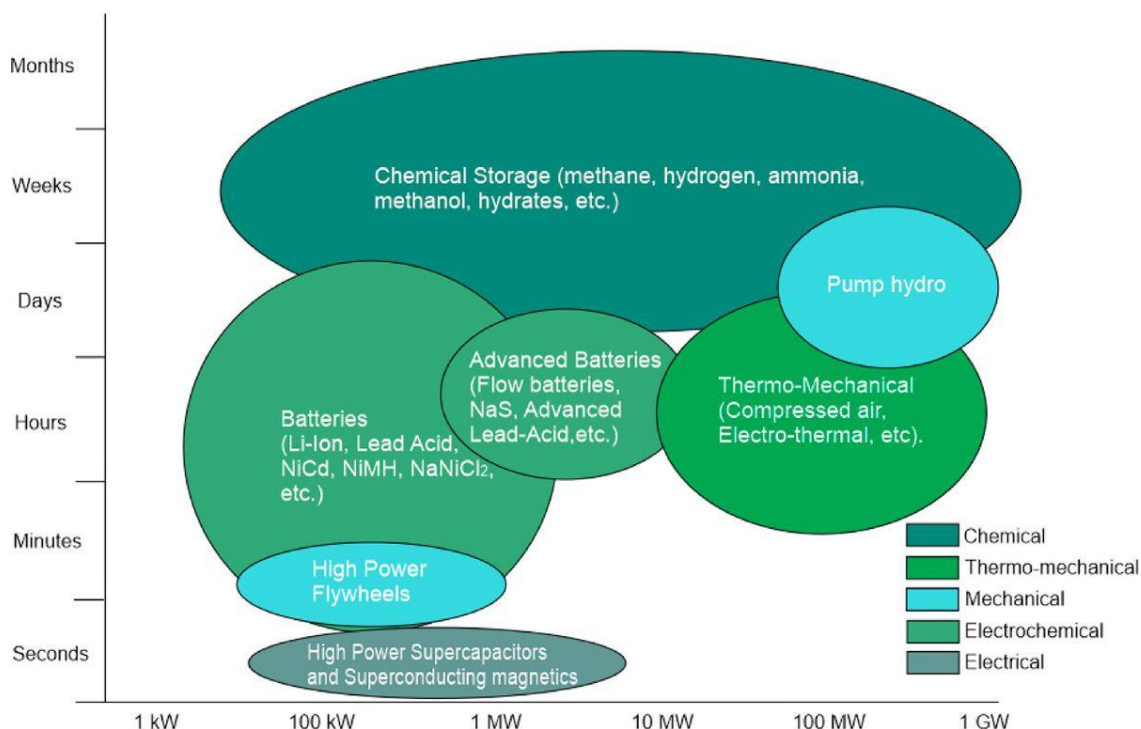 Months
Weeks
Days
Hours
Minutes
Seconds
Chemical Storage (methane, hydrogen, ammonia,
methanol, hydrates, etc.)
Pump hydro
Advanced Batteries
(Flow batteries,
NaS, Advanced
Lead-Acid,etc.)
Thermo-Mechanical
(Compressed air,
Electro-thermal, etc).
Batteries
(Li-Ion, Lead Acid,
NiCd, NiMH, NaNiCl₂,
etc.)
High Power
Flywheels
High Power Supercapacitors
and Superconducting magnetics
Chemical
Thermo-mechanical
Mechanical
Electrochemical
Electrical
1 kW 100 kW 1 MW 10 MW 100 MW 1 GW